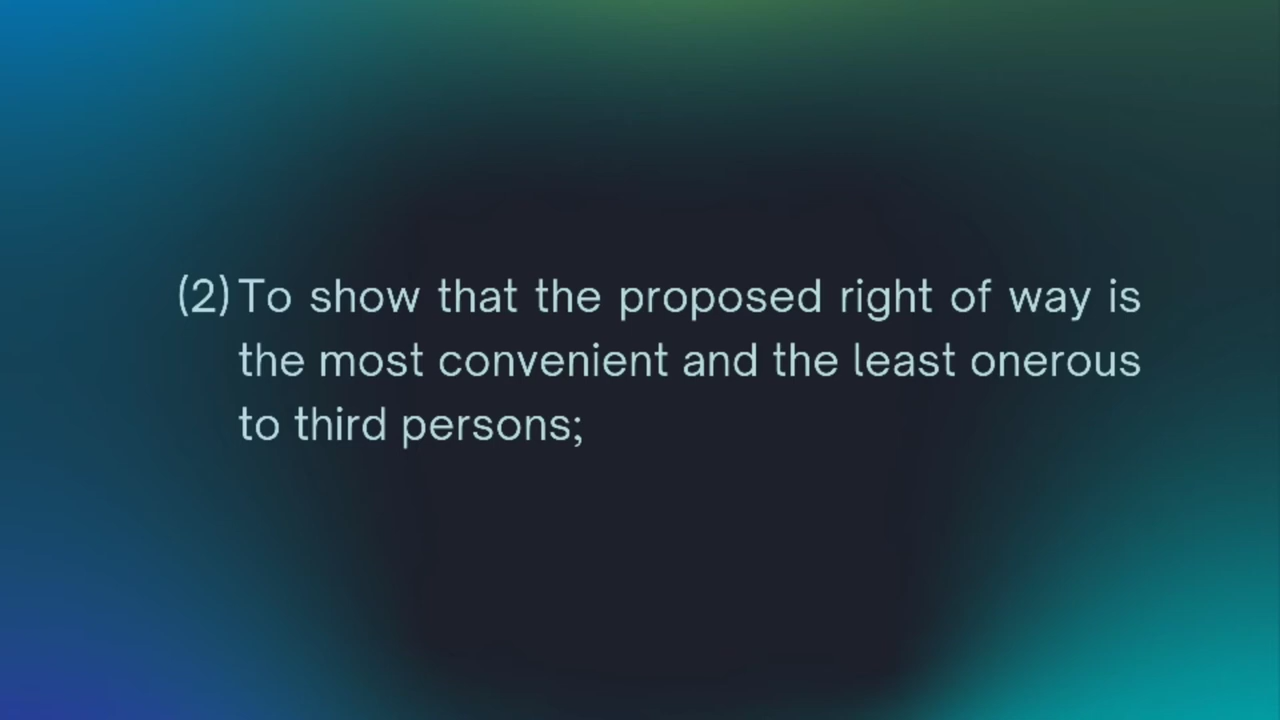 (2) To show that the proposed right of way is
the most convenient and the least onerous
to third persons;